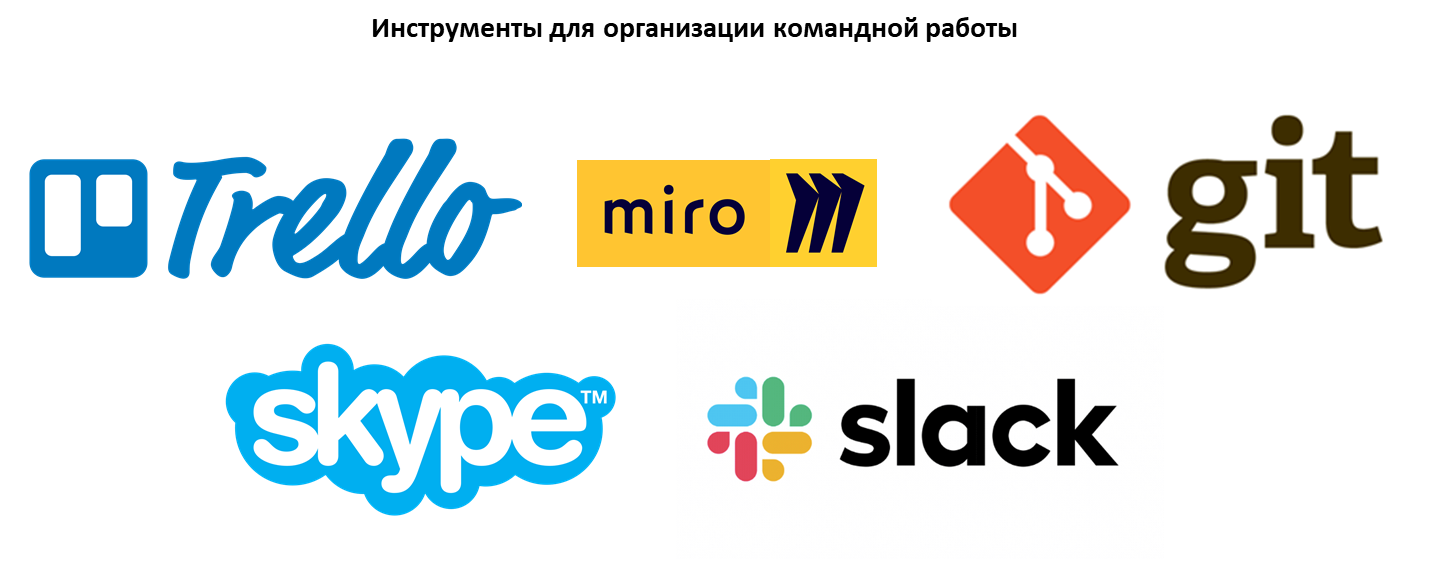 Инструменты для организации командной работы
Trello
miro
git
skype™
slack